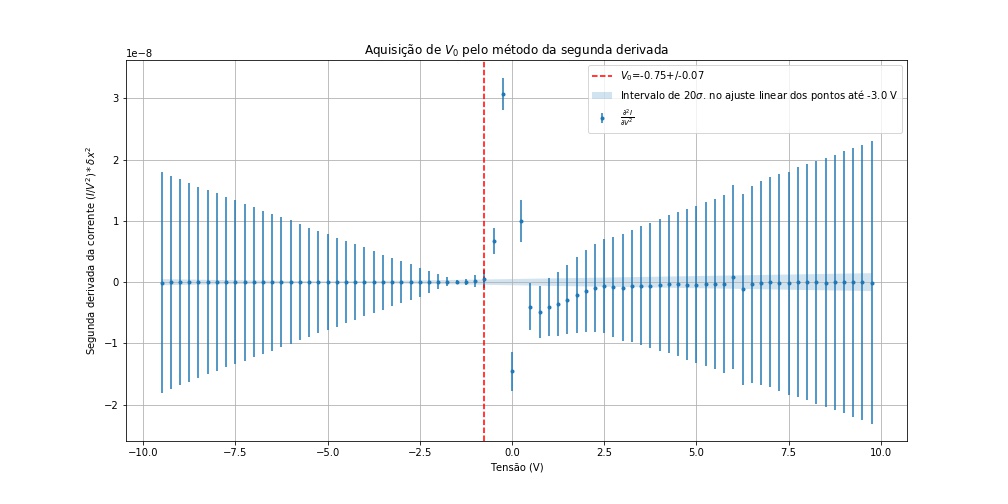 Aquisição de V₀ pelo método da segunda derivada
1e−8
V₀=-0.75+/-0.07
Intervalo de 20σ. no ajuste linear dos pontos até -3.0 V
∂²I/∂V²
3
2
1
0
−1
−2
Segunda derivada da corrente (I/V²)*δx²
−10.0 −7.5 −5.0 −2.5 0.0 2.5 5.0 7.5 10.0
Tensão (V)